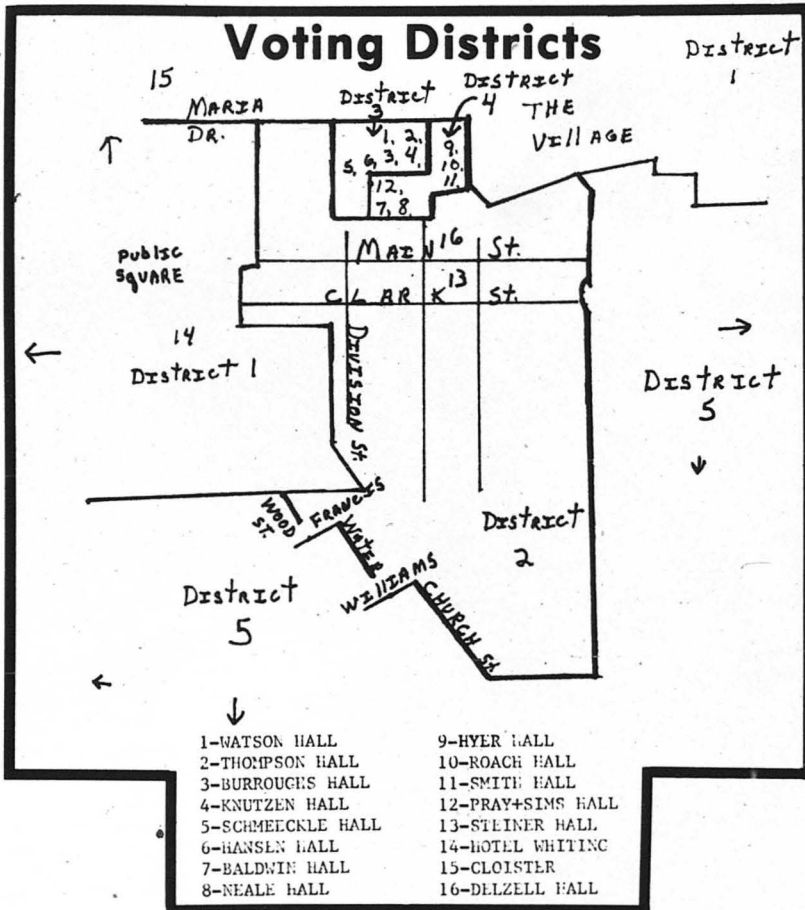 Voting Districts
District
1
15
MARIA
DR.
District
3
District
4
THE
VILLAGE
1, 2,
5, 6, 3, 4,
12,
7, 8,
9,
10,
11,
MAIN 16 St.
CLARK 13 St.
PUBLIC
SQUARE
14
District 1
DIVISION St.
District
5
FRANCIS
WOOD
ST.
WATER
District
2
WILLIAMS
CHURCH St.
District
5
1-WATSON HALL
2-THOMPSON HALL
3-BURROUGHS HALL
4-KNUTZEN HALL
5-SCHMEECKLE HALL
6-HANSEN HALL
7-BALDWIN HALL
8-NEALE HALL
9-HYER HALL
10-ROACH HALL
11-SMITH HALL
12-PRAY+SIMS HALL
13-STEINER HALL
14-HOTEL WHITING
15-CLOISTER
16-DELZELL HALL